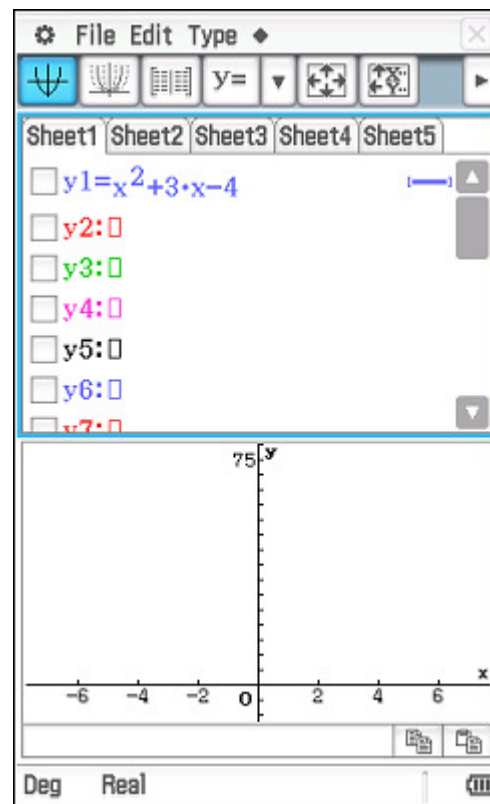 File Edit Type ◆
y=
Sheet1 Sheet2 Sheet3 Sheet4 Sheet5
y1=x²+3·x-4
y2:□
y3:□
y4:□
y5:□
y6:□
y7:□
75 y
x
-6 -4 -2 0 2 4 6
Deg Real